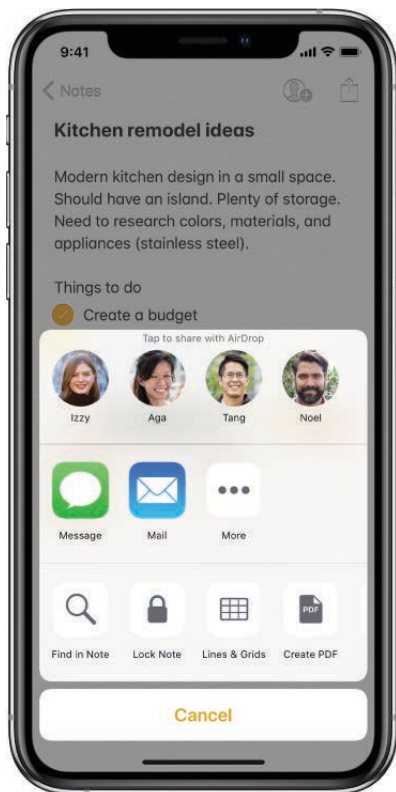 9:41
Notes
Kitchen remodel ideas
Modern kitchen design in a small space.
Should have an island. Plenty of storage.
Need to research colors, materials, and
appliances (stainless steel).
Things to do
Create a budget
Tap to share with AirDrop
Izzy Aga Tang Noel
Message Mail More
PDF
Find in Note Lock Note Lines & Grids Create PDF
Cancel